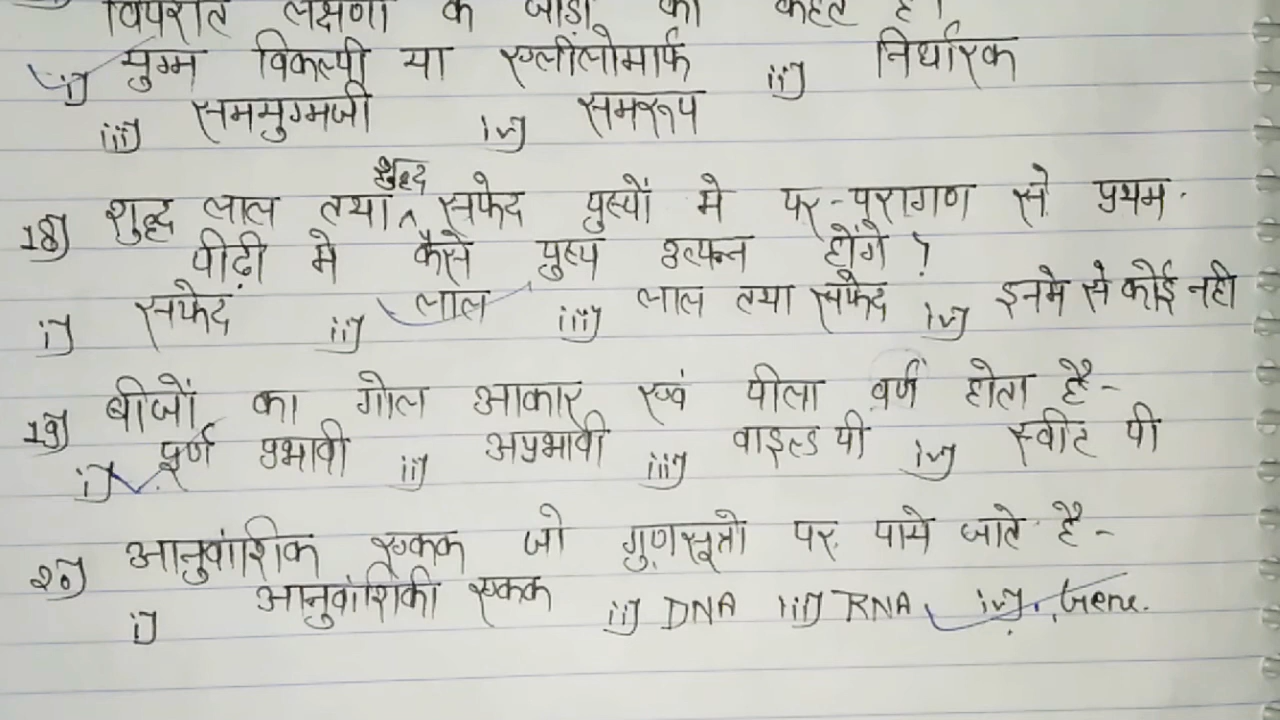 विपरीत लक्षणों के जोड़ो को कहते है।
i) युग्म विकल्पी या एलीलोमार्फ ii) निर्धारक
iii) समयुग्मजी iv) समरूप
18) शुद्ध लाल तथा शुद्द सफेद पुष्पों मे पर-परागण से प्रथम
पीढ़ी मे कैसे पुष्प उत्पन्न होंगे ?
i) सफेद ii) लाल iii) लाल तथा सफेद iv) इनमे से कोई नही
19) बीजों का गोल आकार एवं पीला वर्ण होता है-
i) पूर्ण प्रभावी ii) अप्रभावी iii) वाइल्ड पी iv) स्वीट पी
२०) आनुवांशिक एकक जो गुणसूत्रो पर पाये जाते है-
i) आनुवांशिकी एकक ii) DNA iii) RNA iv) Gene.